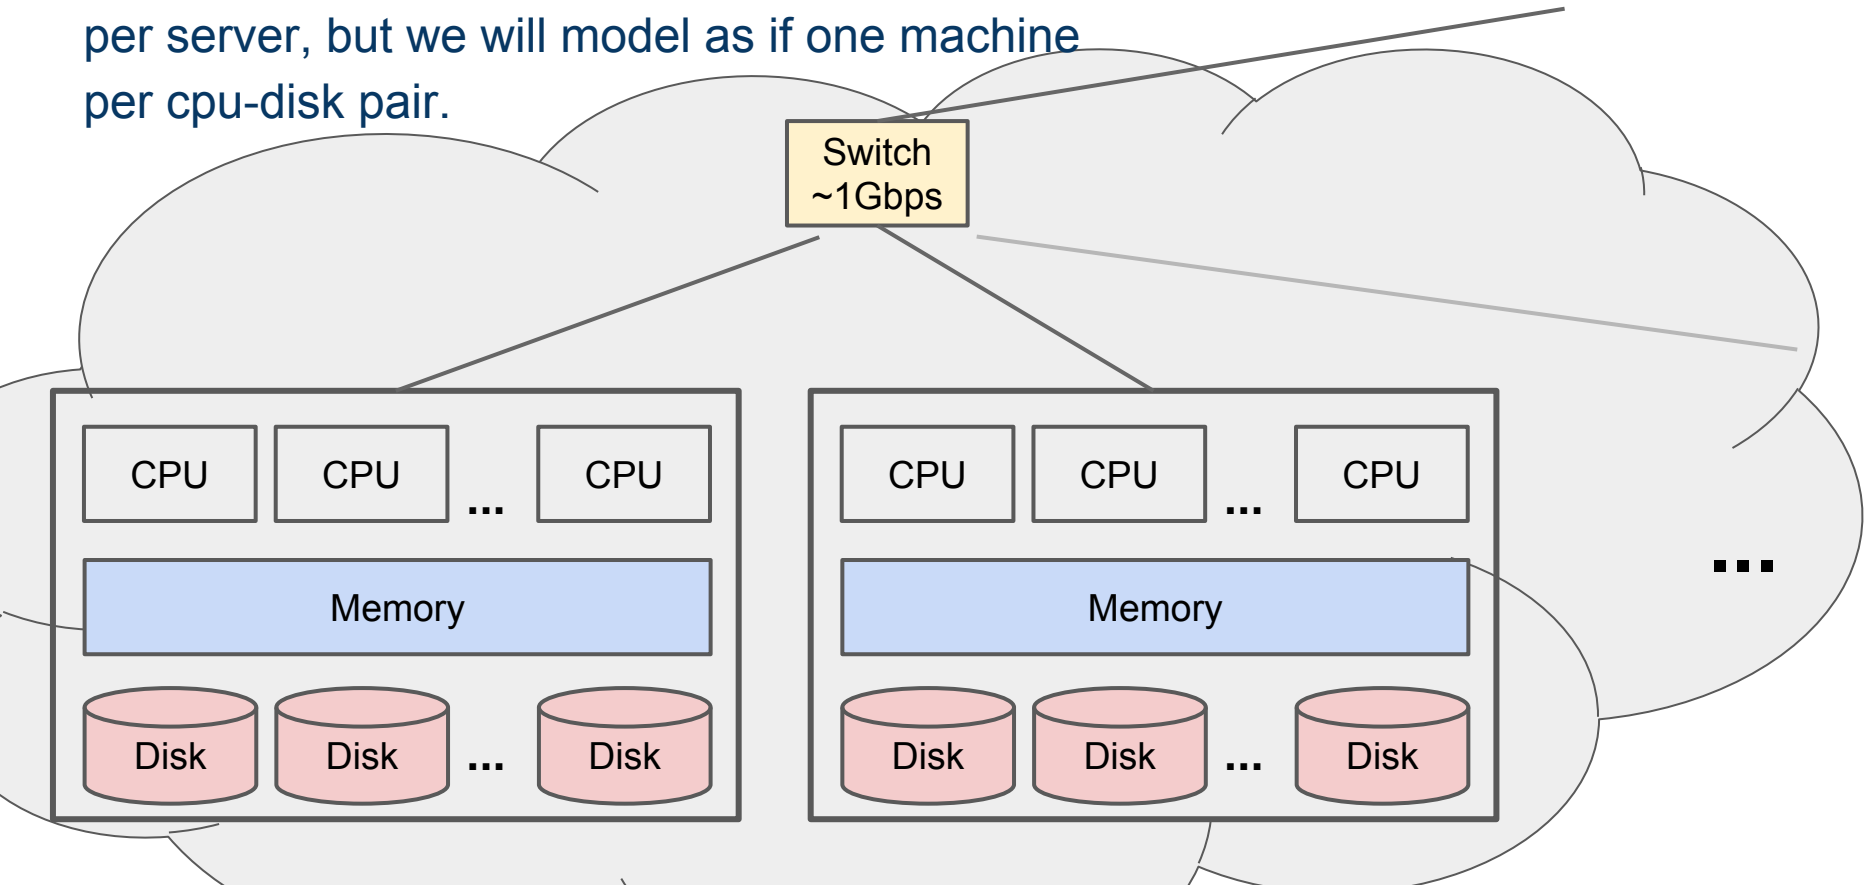 per server, but we will model as if one machine
per cpu-disk pair.
Switch
~1Gbps
CPU CPU ... CPU
Memory
Disk Disk ... Disk
CPU CPU ... CPU
Memory
Disk Disk ... Disk
...